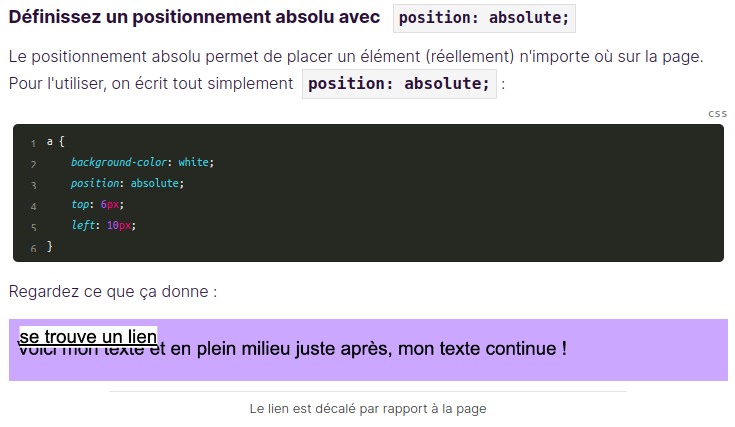 Définissez un positionnement absolu avec position: absolute;
Le positionnement absolu permet de placer un élément (réellement) n'importe où sur la page.
Pour l'utiliser, on écrit tout simplement position: absolute; :
CSS
1 a {
2 background-color: white;
3 position: absolute;
4 top: 6px;
5 left: 10px;
6 }
Regardez ce que ça donne :
se trouve un lien
Voici mon texte et en plein milieu juste après, mon texte continue !
Le lien est décalé par rapport à la page